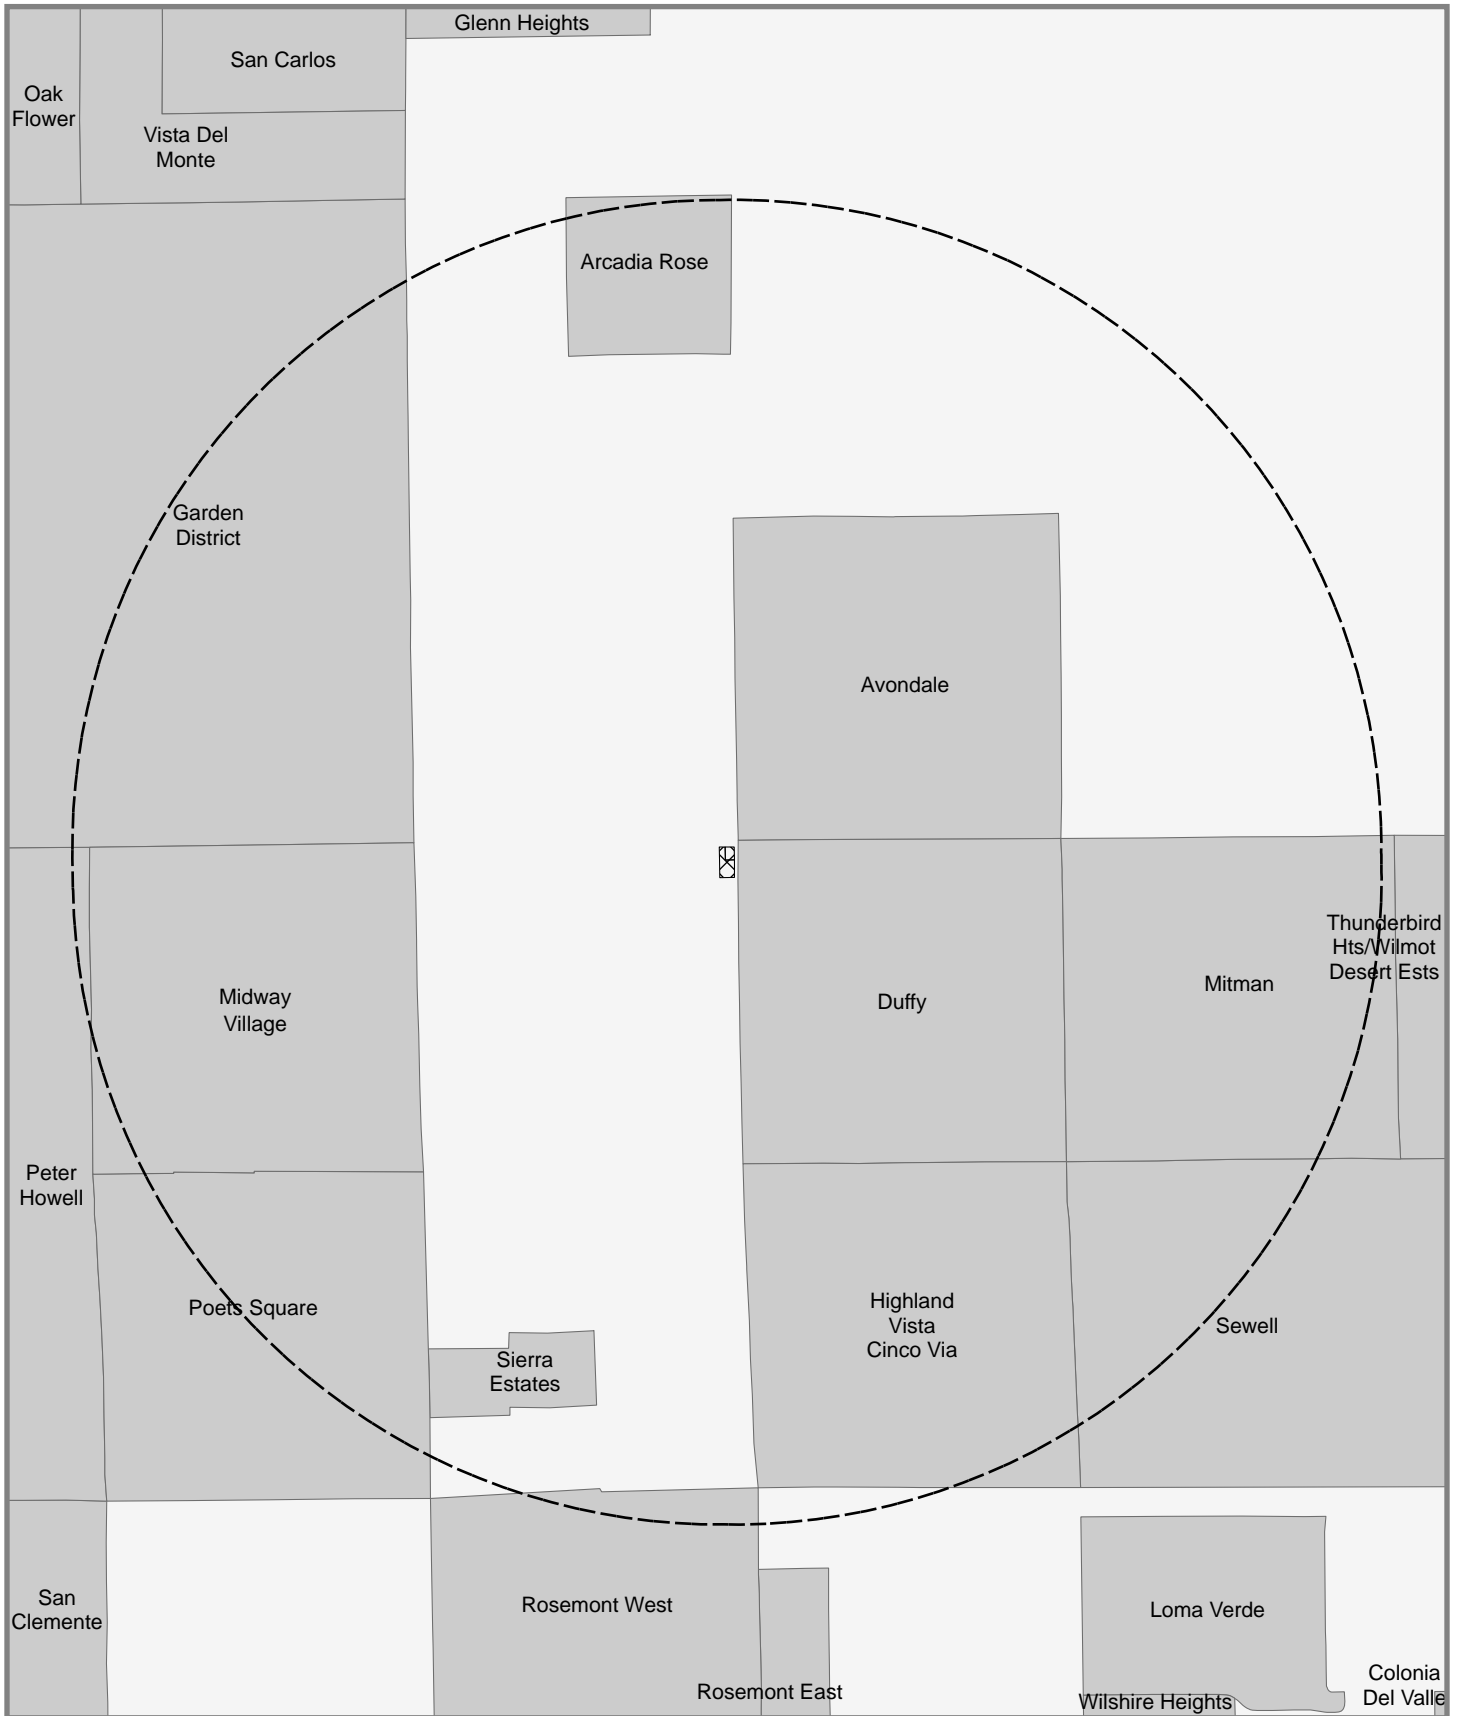 Glenn Heights
San Carlos
Oak
Flower
Vista Del
Monte
Arcadia Rose
Garden
District
Avondale
Thunderbird
Hts/Wilmot
Desert Ests
Mitman
Midway
Village
Duffy
Peter
Howell
Poets Square
Highland
Vista
Cinco Via
Sewell
Sierra
Estates
San
Clemente
Rosemont West
Loma Verde
Rosemont East
Wilshire Heights
Colonia
Del Valle